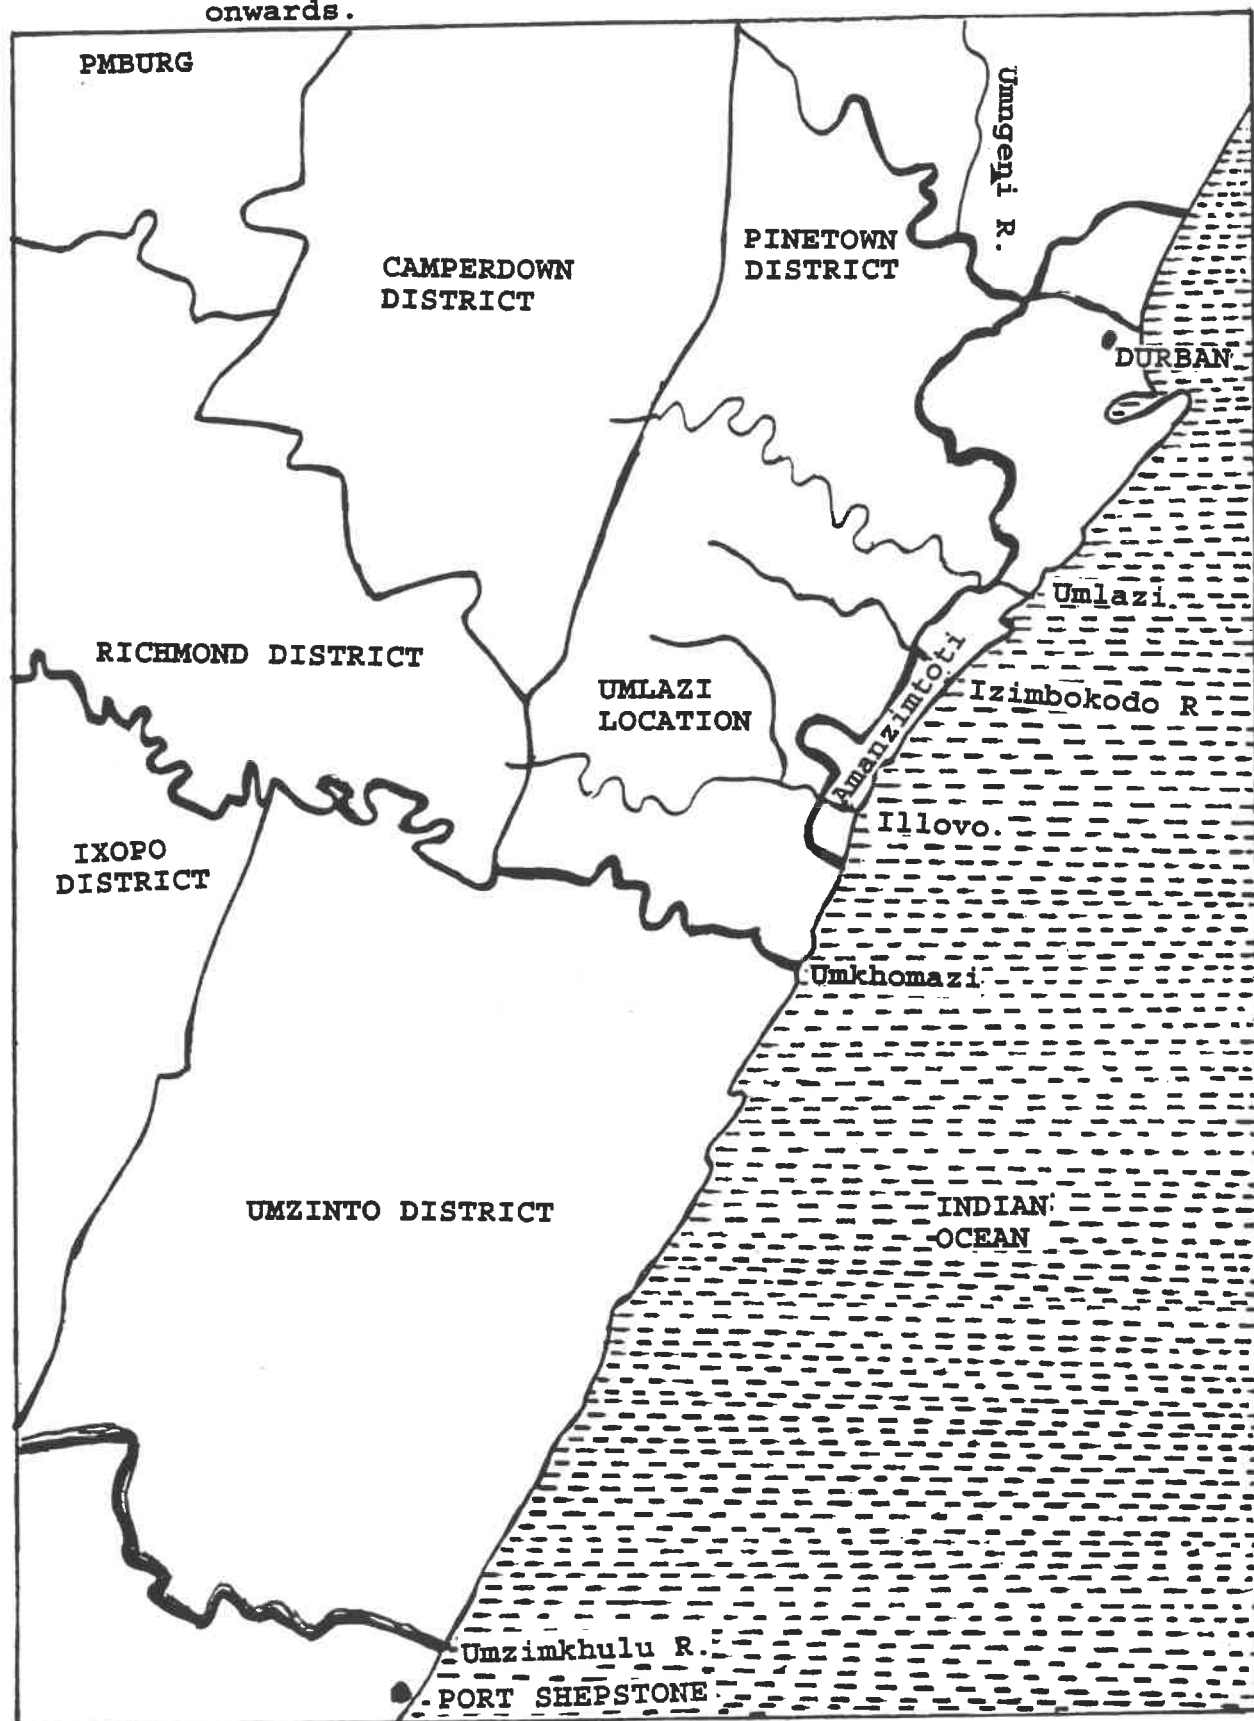 onwards.
PMBURG
Umngeni R.
PINETOWN
DISTRICT
CAMPERDOWN
DISTRICT
DURBAN
Umlazi
RICHMOND DISTRICT
Amanzimtoti
UMLAZI
LOCATION
Izimbokodo R
Illovo.
IXOPO
DISTRICT
Umkhomazi
UMZINTO DISTRICT
INDIAN
OCEAN
Umzimkhulu R.
PORT SHEPSTONE